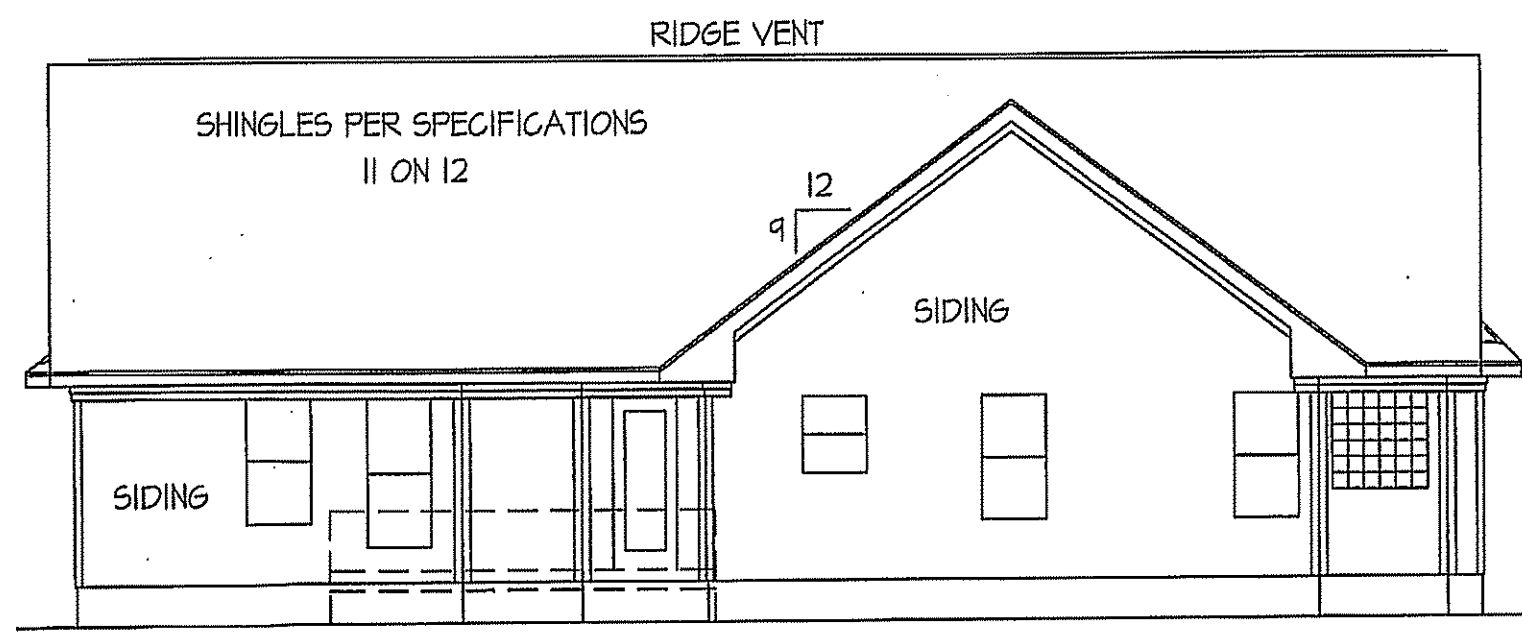 RIDGE VENT
SHINGLES PER SPECIFICATIONS
11 ON 12
12
9
SIDING
SIDING